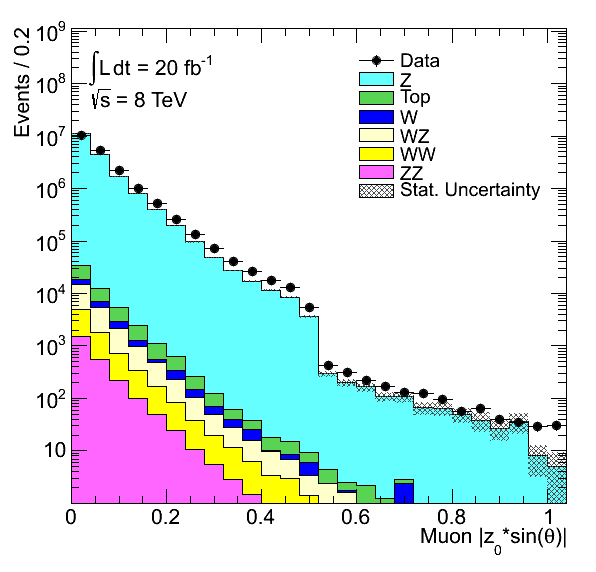 Events / 0.2
10⁹
10⁸
10⁷
10⁶
10⁵
10⁴
10³
10²
10
∫L dt = 20 fb⁻¹
√s = 8 TeV
Data
Z
Top
W
WZ
WW
ZZ
Stat. Uncertainty
0 0.2 0.4 0.6 0.8 1
Muon |z₀*sin(θ)|